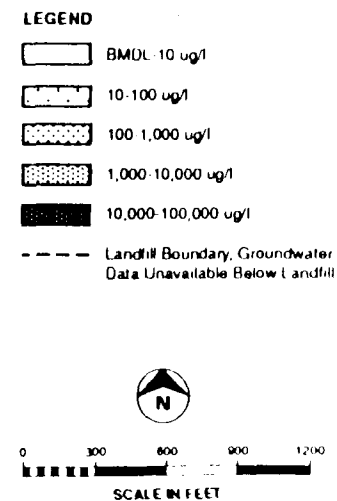 LEGEND
BMDL-10 ug/l
10-100 ug/l
100-1,000 ug/l
1,000-10,000 ug/l
10,000-100,000 ug/l
Landfill Boundary, Groundwater
Data Unavailable Below Landfill
N
0 300 600 900 1200
SCALE IN FEET